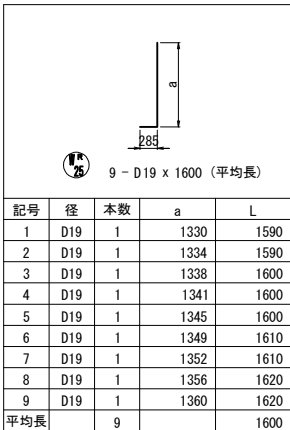 a
285
WR
25
9 - D19 x 1600 (平均長)
記号 径 本数 a L
1 D19 1 1330 1590
2 D19 1 1334 1590
3 D19 1 1338 1600
4 D19 1 1341 1600
5 D19 1 1345 1600
6 D19 1 1349 1610
7 D19 1 1352 1610
8 D19 1 1356 1620
9 D19 1 1360 1620
平均長 9 1600